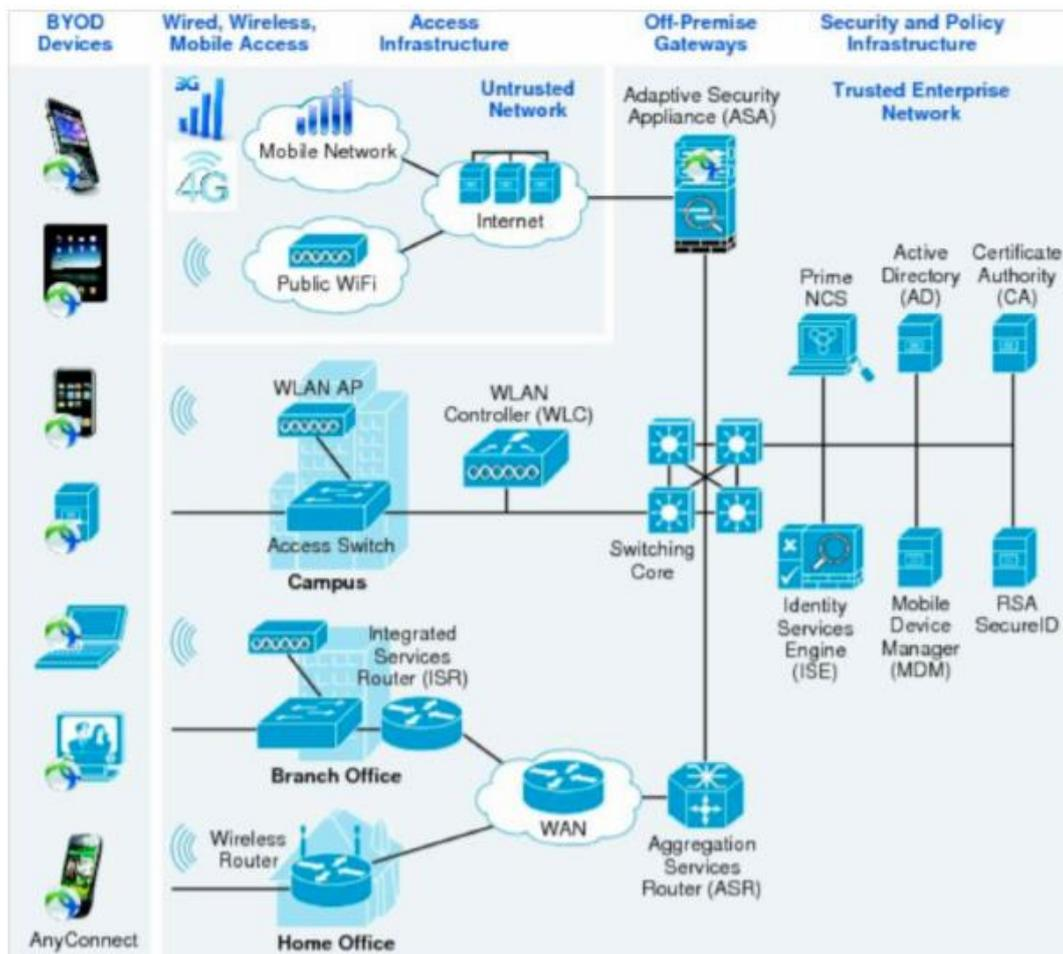 BYOD
Devices
Wired, Wireless,
Mobile Access
Access
Infrastructure
Off-Premise
Gateways
Security and Policy
Infrastructure
3G
4G
Mobile Network
Untrusted
Network
Internet
Public WiFi
Adaptive Security
Appliance (ASA)
Trusted Enterprise
Network
Prime
NCS
Active
Directory
(AD)
Certificate
Authority
(CA)
WLAN AP
WLAN
Controller (WLC)
Access Switch
Campus
Switching
Core
Identity
Services
Engine
(ISE)
Mobile
Device
Manager
(MDM)
RSA
SecureID
Integrated
Services
Router (ISR)
Branch Office
WAN
Wireless
Router
Home Office
Aggregation
Services
Router (ASR)
AnyConnect